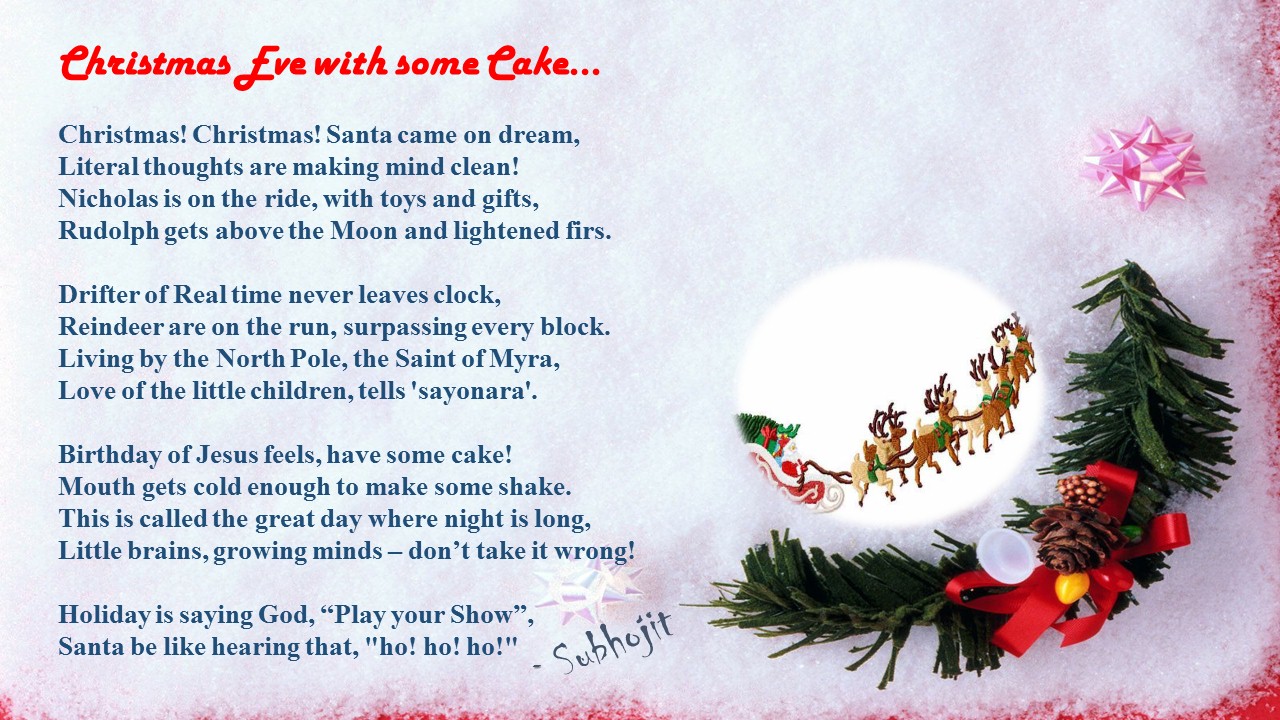 Christmas Eve with some Cake...
Christmas! Christmas! Santa came on dream,
Literal thoughts are making mind clean!
Nicholas is on the ride, with toys and gifts,
Rudolph gets above the Moon and lightened firs.
Drifter of Real time never leaves clock,
Reindeer are on the run, surpassing every block.
Living by the North Pole, the Saint of Myra,
Love of the little children, tells 'sayonara'.
Birthday of Jesus feels, have some cake!
Mouth gets cold enough to make some shake.
This is called the great day where night is long,
Little brains, growing minds – don’t take it wrong!
Holiday is saying God, “Play your Show”,
Santa be like hearing that, "ho! ho! ho!"
- Subhojit